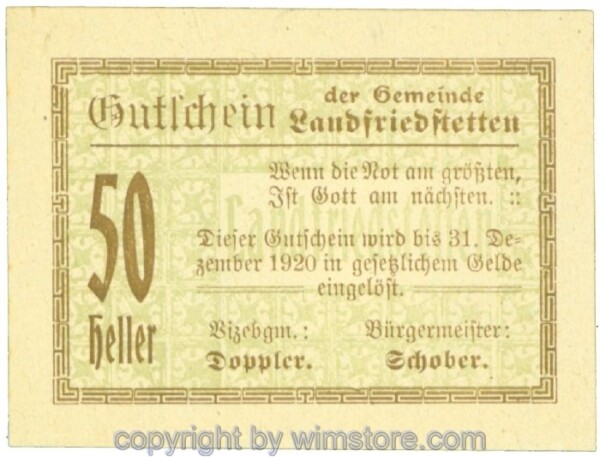 Gutschein der Gemeinde
Landfriedstetten
Wenn die Not am größten,
Ist Gott am nächsten. ::
Landfriedstetten
Dieser Gutschein wird bis 31. De-
zember 1920 in gesetzlichem Gelde
eingelöst.
50
Heller
Vizebgm.: Bürgermeister:
Doppler. Schober.
copyright by wimstore.com